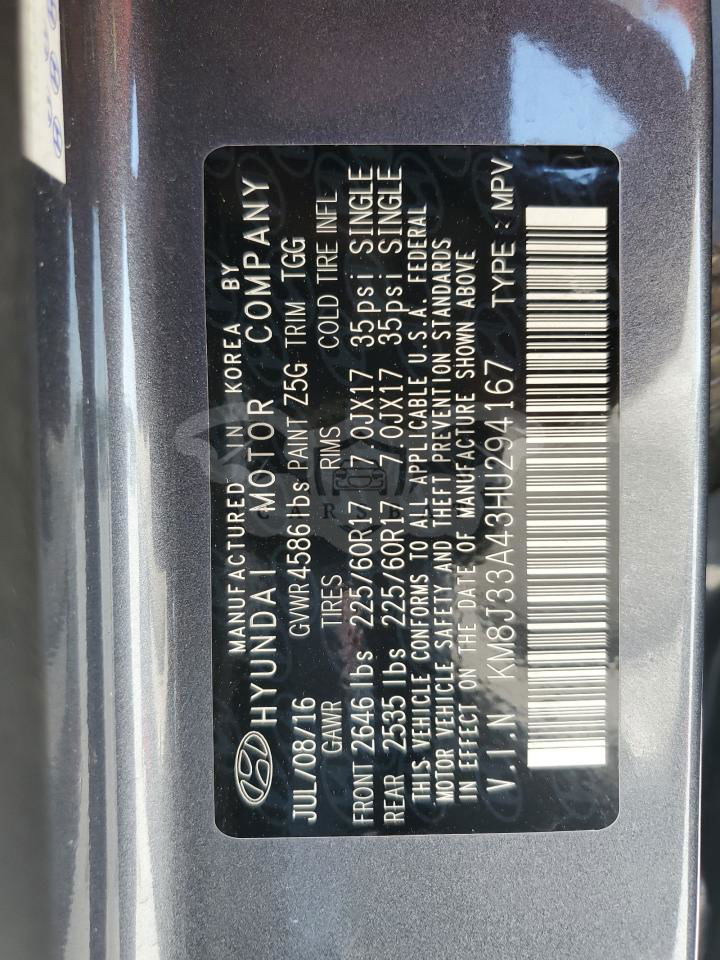 MANUFACTURED IN KOREA BY
HYUNDAI MOTOR COMPANY
JUL/08/16 GVWR 4586 lbs PAINT Z5G TRIM TGG
GAWR TIRES RIMS COLD TIRE INFL
FRONT 2646 lbs 225/60R17 7.0JX17 35psi SINGLE
REAR 2535 lbs 225/60R17 7.0JX17 35psi SINGLE
THIS VEHICLE CONFORMS TO ALL APPLICABLE U.S.A. FEDERAL
MOTOR VEHICLE SAFETY AND THEFT PREVENTION STANDARDS
IN EFFECT ON THE DATE OF MANUFACTURE SHOWN ABOVE
V.I.N KM8J33A43HU294167 TYPE : MPV